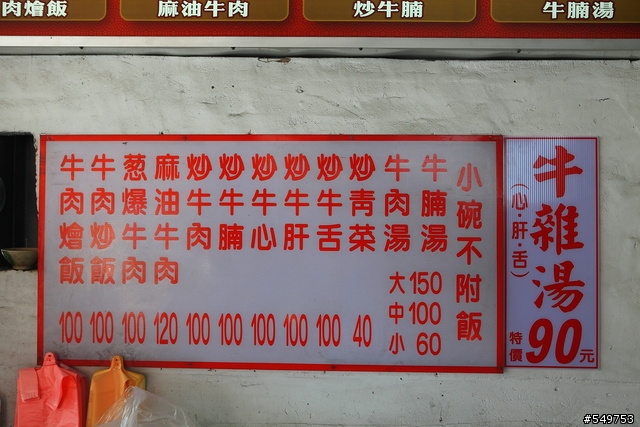 肉燴飯
麻油牛肉
炒牛腩
牛腩湯
牛肉燴飯 100
牛肉炒飯 100
葱爆牛肉 100
麻油牛肉 120
炒牛肉 100
炒牛腩 100
炒牛心 100
炒牛肝 100
炒牛舌 100
炒青菜 40
牛肉湯
牛腩湯
大 150
中 100
小 60
小碗不附飯
牛雜湯
(心·肝·舌)
特價 90元
#549753